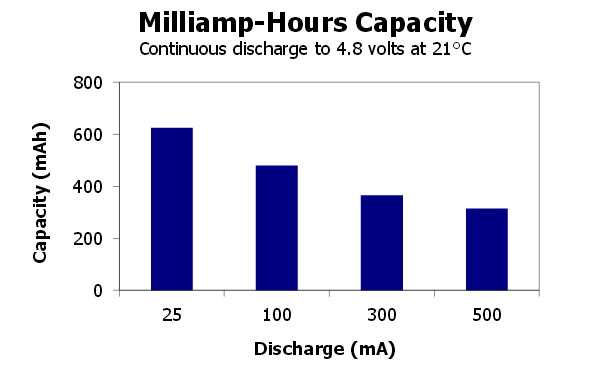 Milliamp-Hours Capacity
Continuous discharge to 4.8 volts at 21°C
800
600
400
200
0
Capacity (mAh)
25 100 300 500
Discharge (mA)